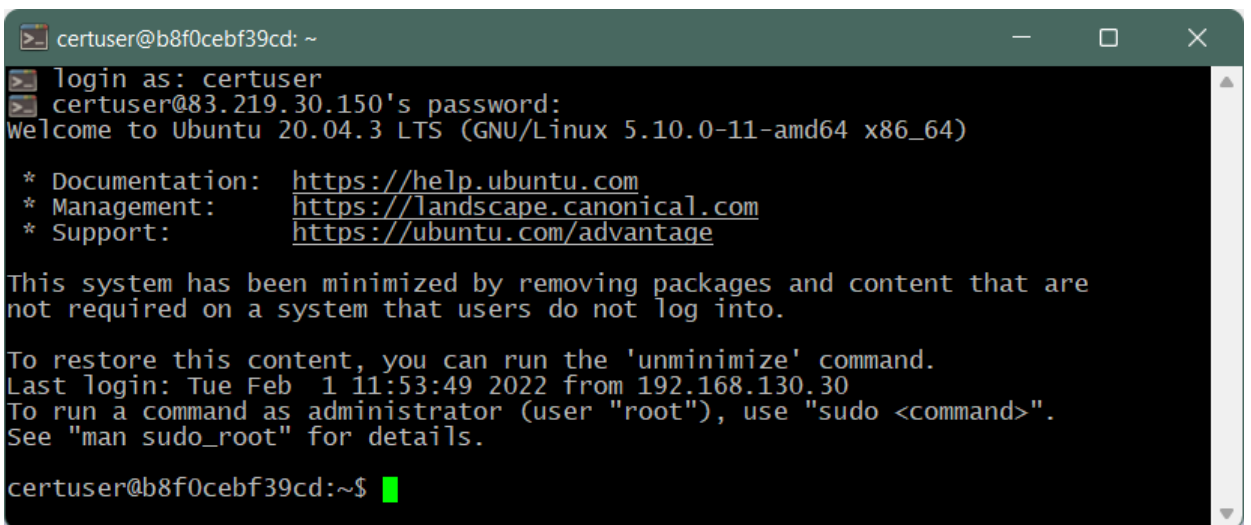 certuser@b8f0cebf39cd: ~
login as: certuser
certuser@83.219.30.150's password:
Welcome to Ubuntu 20.04.3 LTS (GNU/Linux 5.10.0-11-amd64 x86_64)
* Documentation:  https://help.ubuntu.com
* Management:     https://landscape.canonical.com
* Support:        https://ubuntu.com/advantage
This system has been minimized by removing packages and content that are
not required on a system that users do not log into.
To restore this content, you can run the 'unminimize' command.
Last login: Tue Feb  1 11:53:49 2022 from 192.168.130.30
To run a command as administrator (user "root"), use "sudo <command>".
See "man sudo_root" for details.
certuser@b8f0cebf39cd:~$